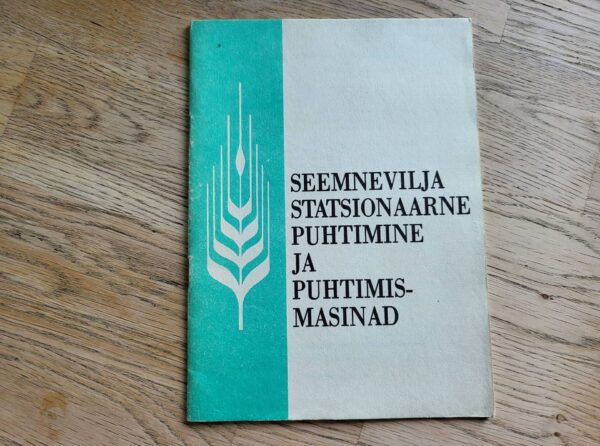 SEEMNEVILJA
STATSIONAARNE
PUHTIMINE
JA
PUHTIMIS-
MASINAD